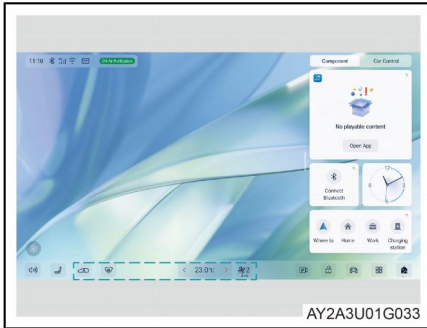 11:10
Component
Car Control
No playable content
Open App
Connect
Bluetooth
12
Where to
Home
Work
Charging
station
23.0℃
2
AY2A3U01G033